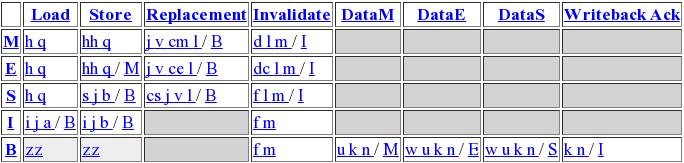 Load Store Replacement Invalidate DataM DataE DataS Writeback Ack
M h q hh q j v cm l / B d l m / I
E h q hh q / M j v ce l / B dc l m / I
S h q s j b / B cs j v l / B f l m / I
I i j a / B i j b / B f m
B zz zz f m u k n / M w u k n / E w u k n / S k n / I